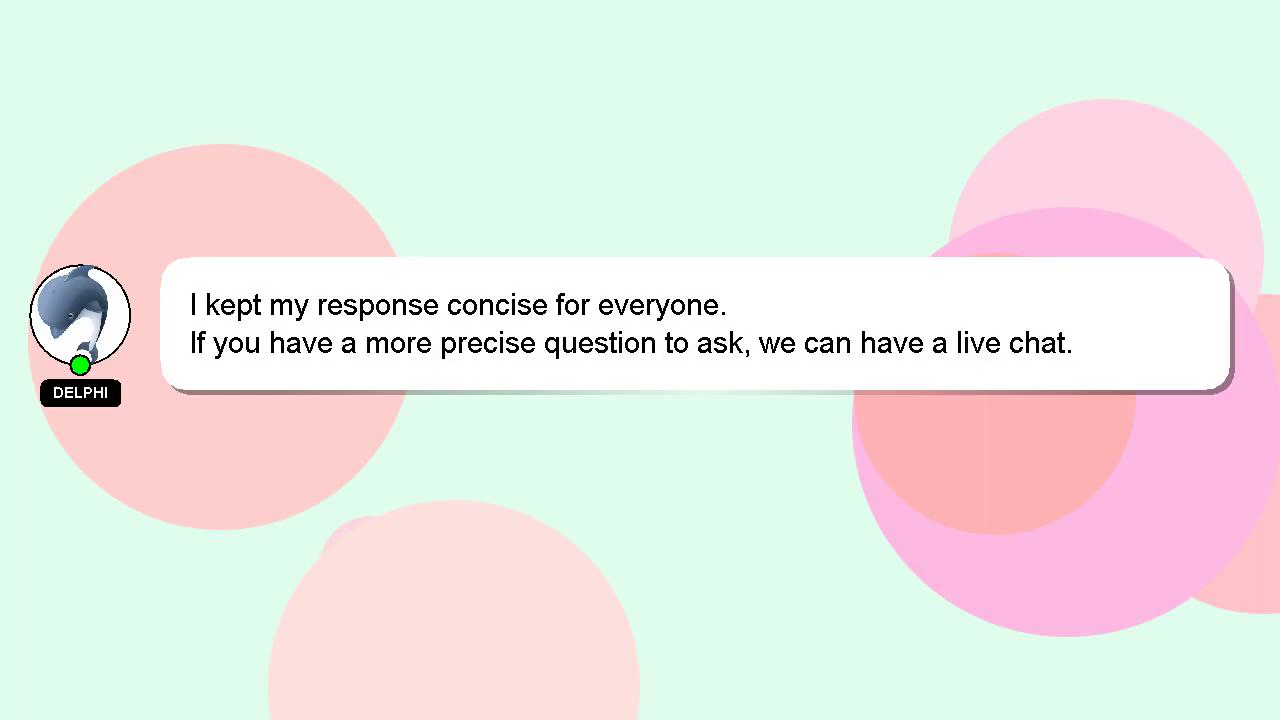 I kept my response concise for everyone.
If you have a more precise question to ask, we can have a live chat.
DELPHI